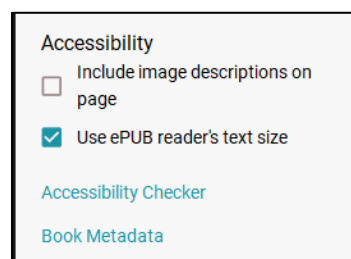 Accessibility
Include image descriptions on
page
Use ePUB reader's text size
Accessibility Checker
Book Metadata